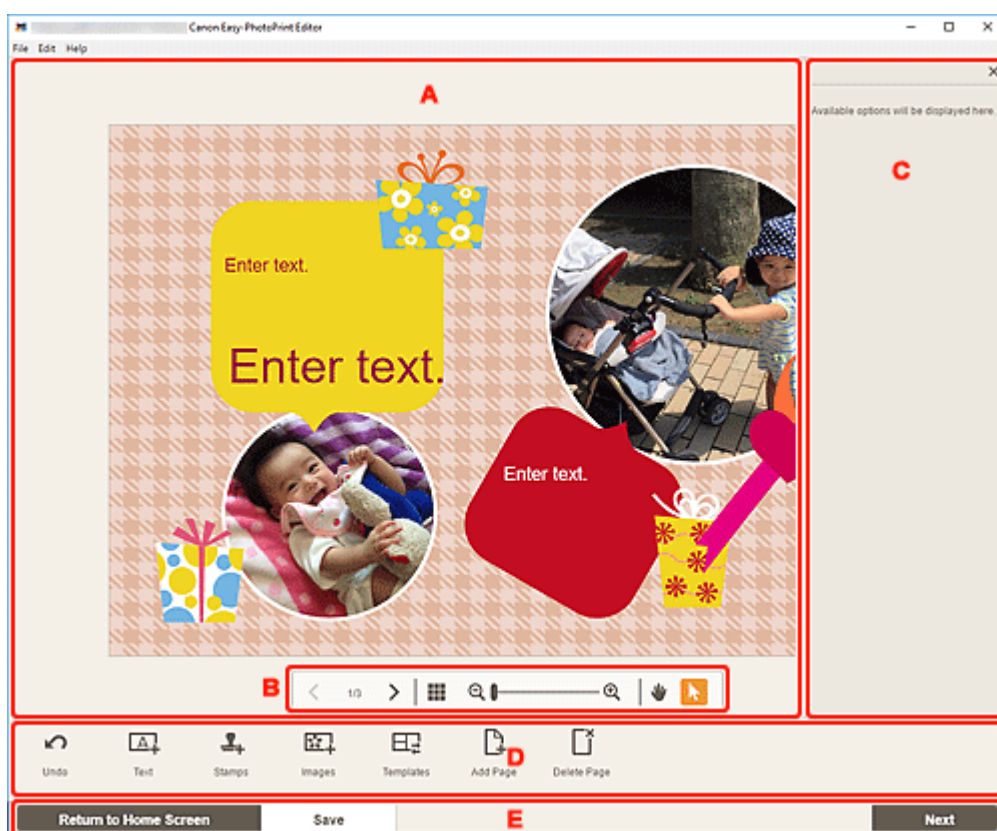 Canon Easy-PhotoPrint Editor
File Edit Help
A
Available options will be displayed here.
C
Enter text.
Enter text.
Enter text.
B
1/3
Undo
Text
Stamps
Images
Templates
Add Page
Delete Page
D
Return to Home Screen
Save
E
Next